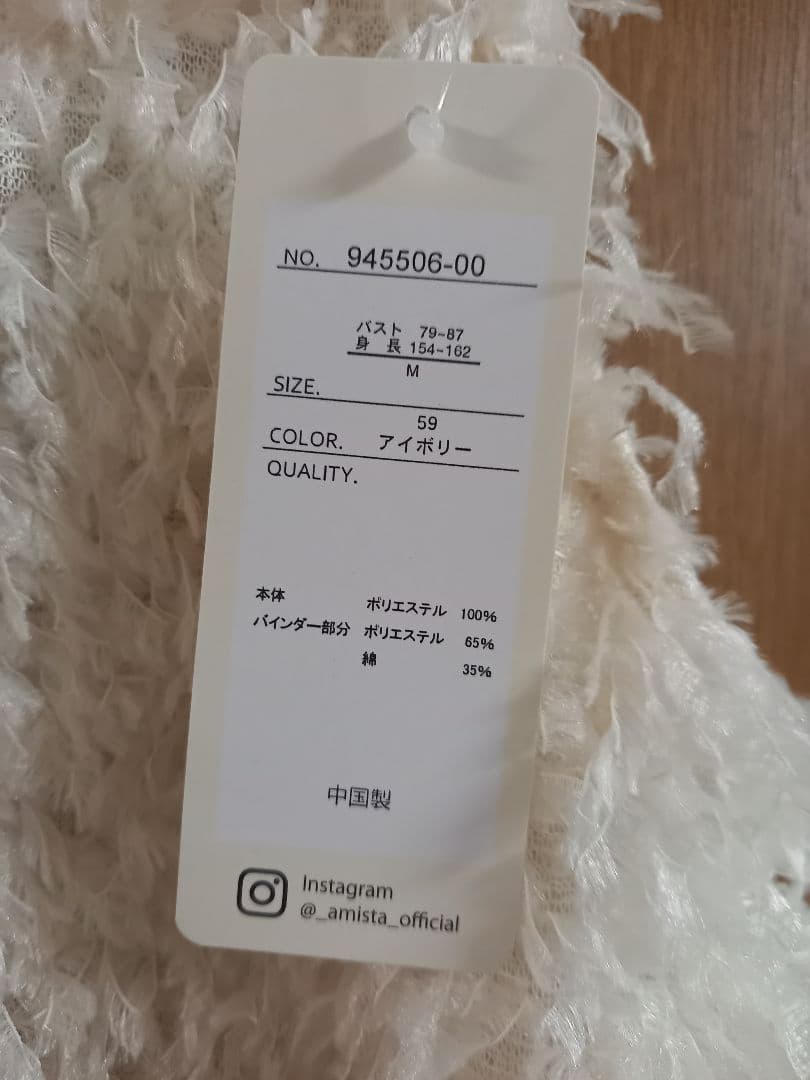 NO. 945506-00
バスト 79~87
身 長 154~162
M
SIZE.
59
COLOR. アイボリー
QUALITY.
本体 ポリエステル 100%
バインダー部分 ポリエステル 65%
綿 35%
中国製
Instagram
@_amista_official